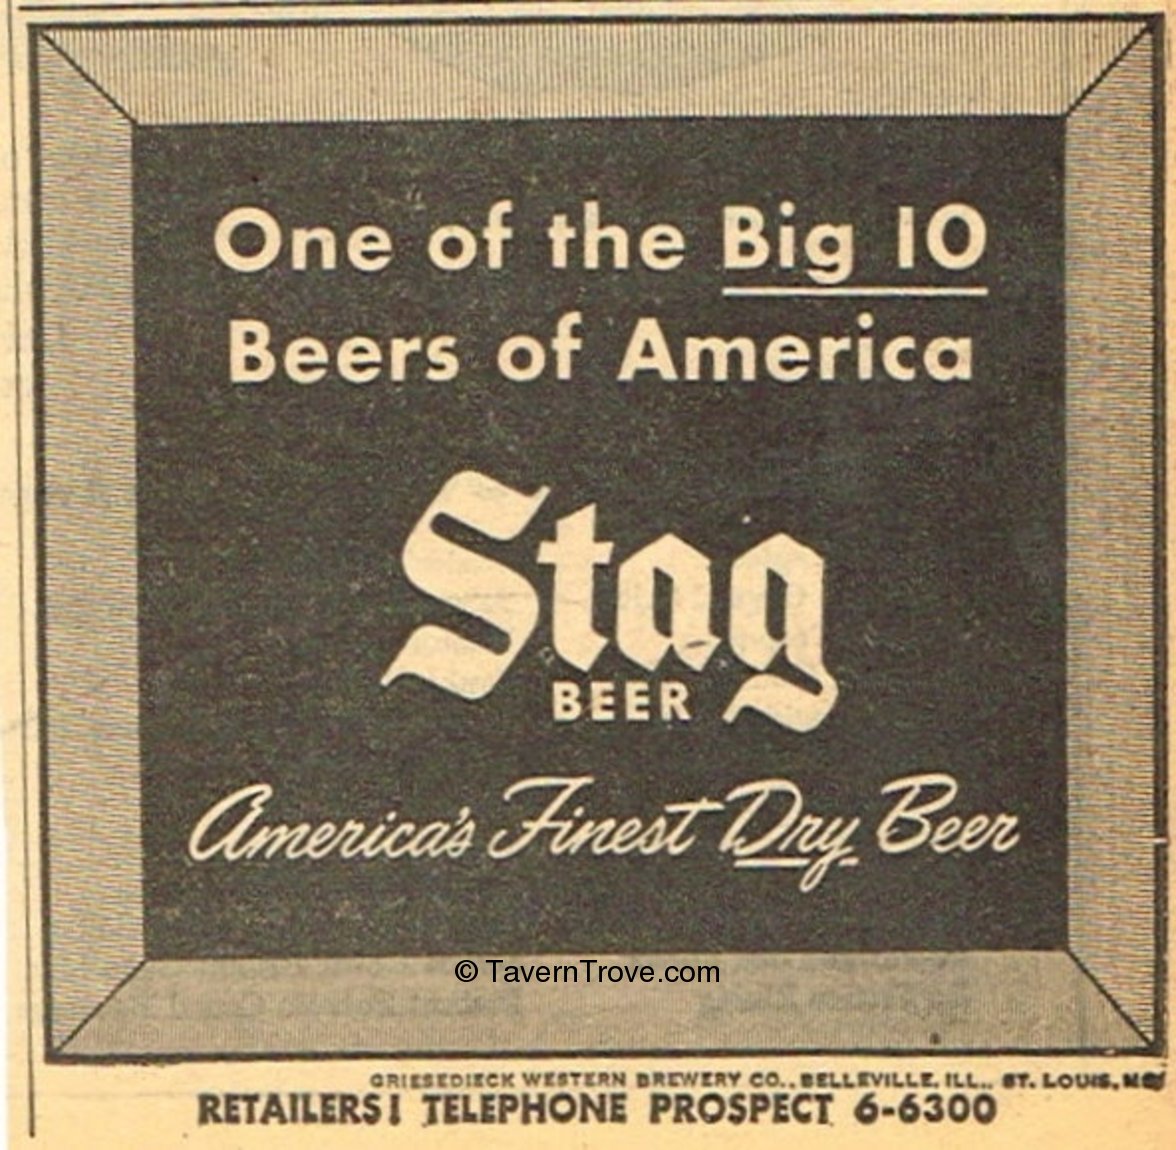 One of the Big 10
Beers of America
Stag
BEER
America's Finest Dry Beer
© TavernTrove.com
GRIESEDIECK WESTERN BREWERY CO., BELLEVILLE, ILL., ST. LOUIS, MO.
RETAILERS! TELEPHONE PROSPECT 6-6300